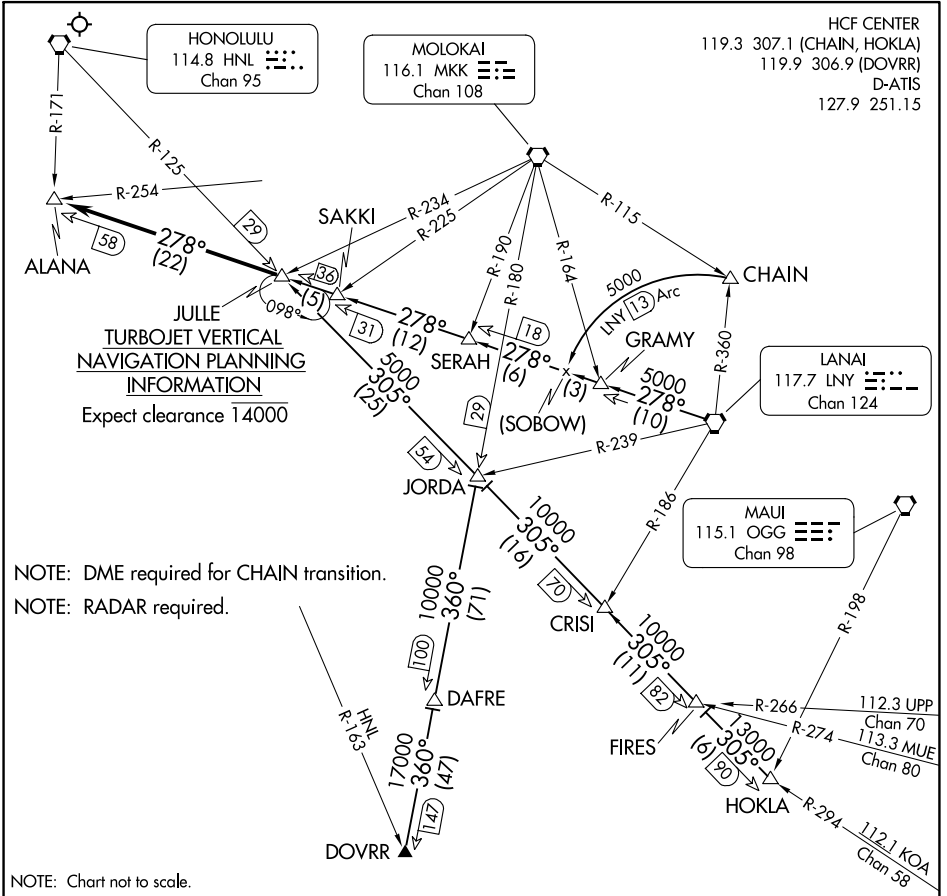 HCF CENTER
119.3 307.1 (CHAIN, HOKLA)
119.9 306.9 (DOVRR)
D-ATIS
127.9 251.15
HONOLULU
114.8 HNL
Chan 95
MOLOKAI
116.1 MKK
Chan 108
R-171
R-125
R-254
R-234
R-225
R-190
R-180
R-164
R-115
SAKKI
29
58
278°
(22)
ALANA
36
(5)
JULLE
098°
31
278°
(12)
SERAH
18
278°
(6)
5000
LNY 13 Arc
CHAIN
GRAMY
(3)
(SOBOW)
5000
278°
(10)
R-360
LANAI
117.7 LNY
Chan 124
TURBOJET VERTICAL
NAVIGATION PLANNING
INFORMATION
Expect clearance 14000
5000
305°
(25)
29
54
JORDA
R-239
R-186
MAUI
115.1 OGG
Chan 98
R-198
10000
305°
(16)
70
CRISI
NOTE: DME required for CHAIN transition.
NOTE: RADAR required.
10000
360°
(71)
100
DAFRE
10000
305°
(11)
82
FIRES
R-266
112.3 UPP
Chan 70
R-274
113.3 MUE
Chan 80
13000
305°
(6)
90
HOKLA
R-294
112.1 KOA
Chan 58
HNL
R-163
17000
360°
(47)
147
DOVRR
NOTE: Chart not to scale.